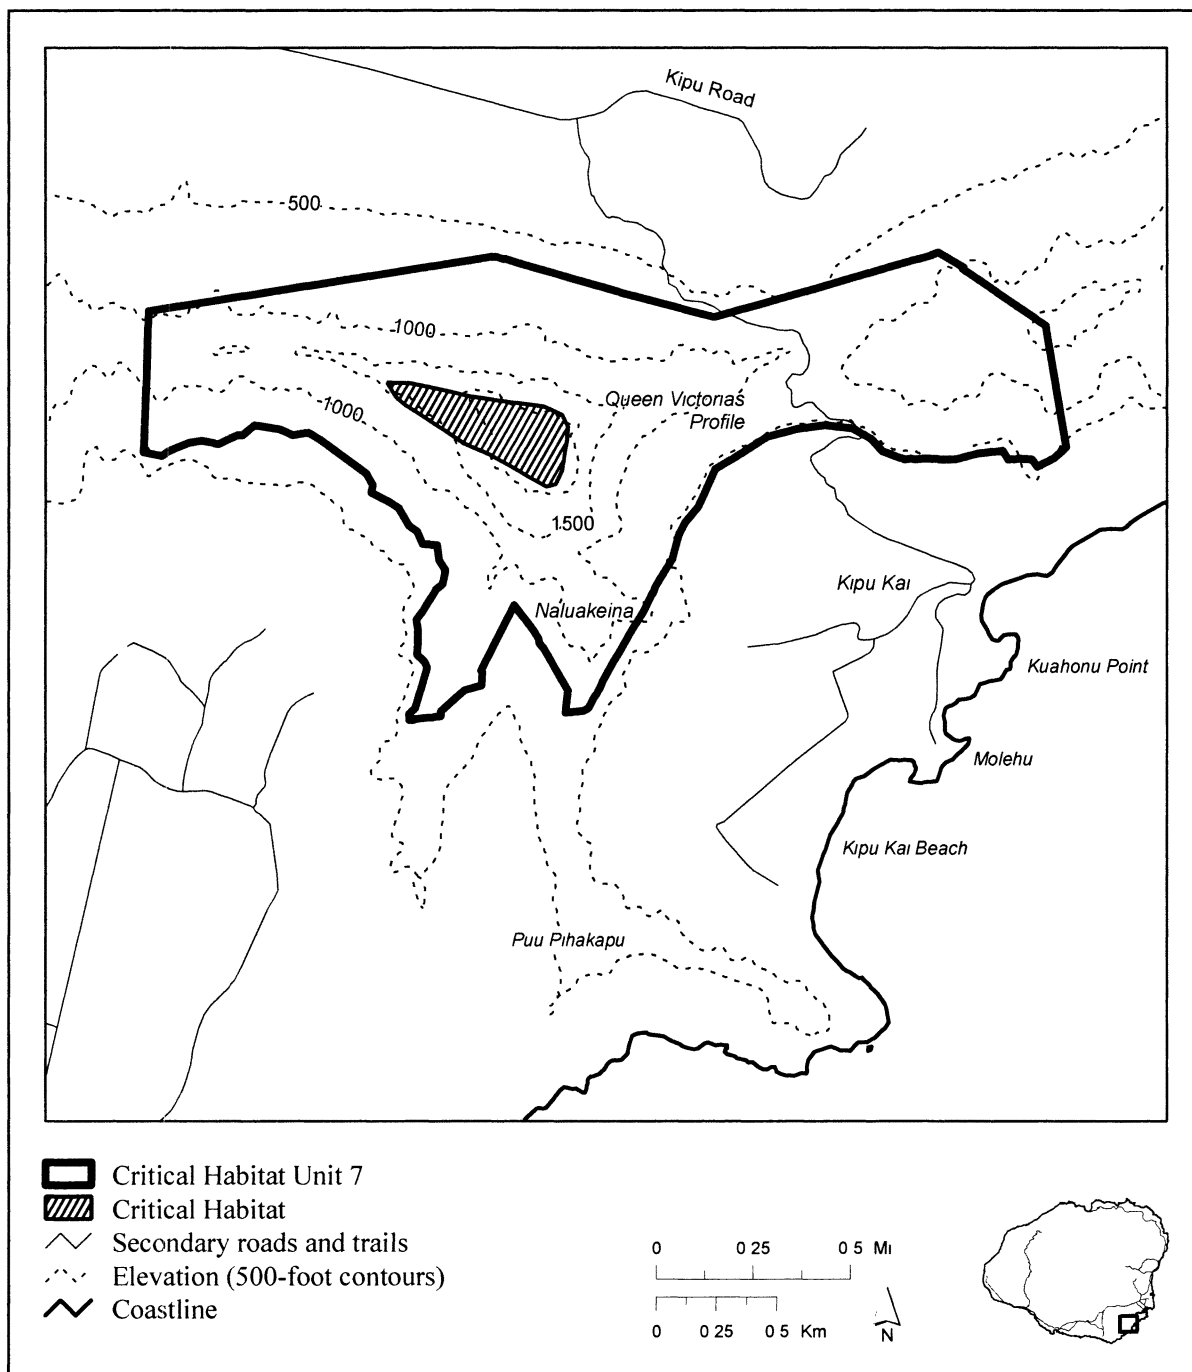 Kipu Road
500
1000
1000
Queen Victorias
Profile
1500
Naluakeina
Kipu Kai
Kuahonu Point
Molehu
Kipu Kai Beach
Puu Pihakapu
Critical Habitat Unit 7
Critical Habitat
Secondary roads and trails
Elevation (500-foot contours)
Coastline
0 0 25 0 5 Mi
0 0 25 0 5 Km
N